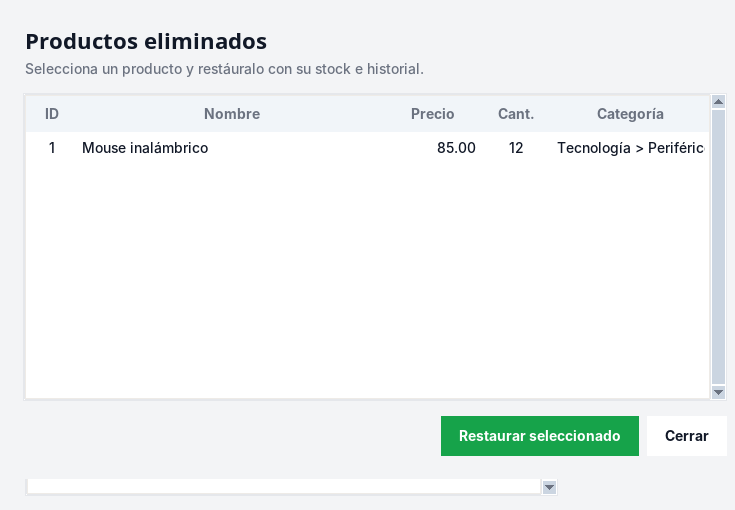 Productos eliminados
Selecciona un producto y restáuralo con su stock e historial.
ID Nombre Precio Cant. Categoría
1 Mouse inalámbrico 85.00 12 Tecnología > Periféric
Restaurar seleccionado Cerrar